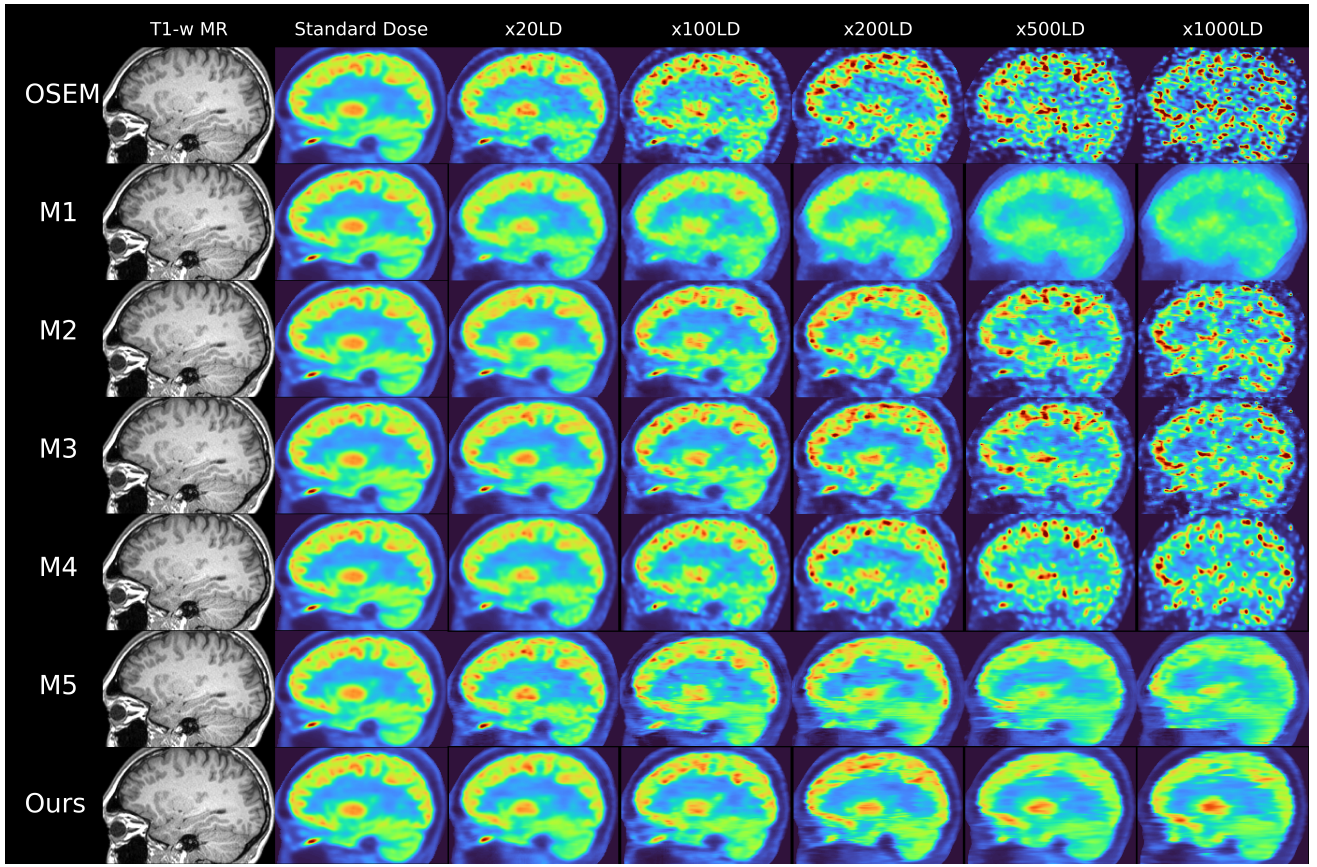 T1-w MR Standard Dose x20LD x100LD x200LD x500LD x1000LD
OSEM
M1
M2
M3
M4
M5
Ours